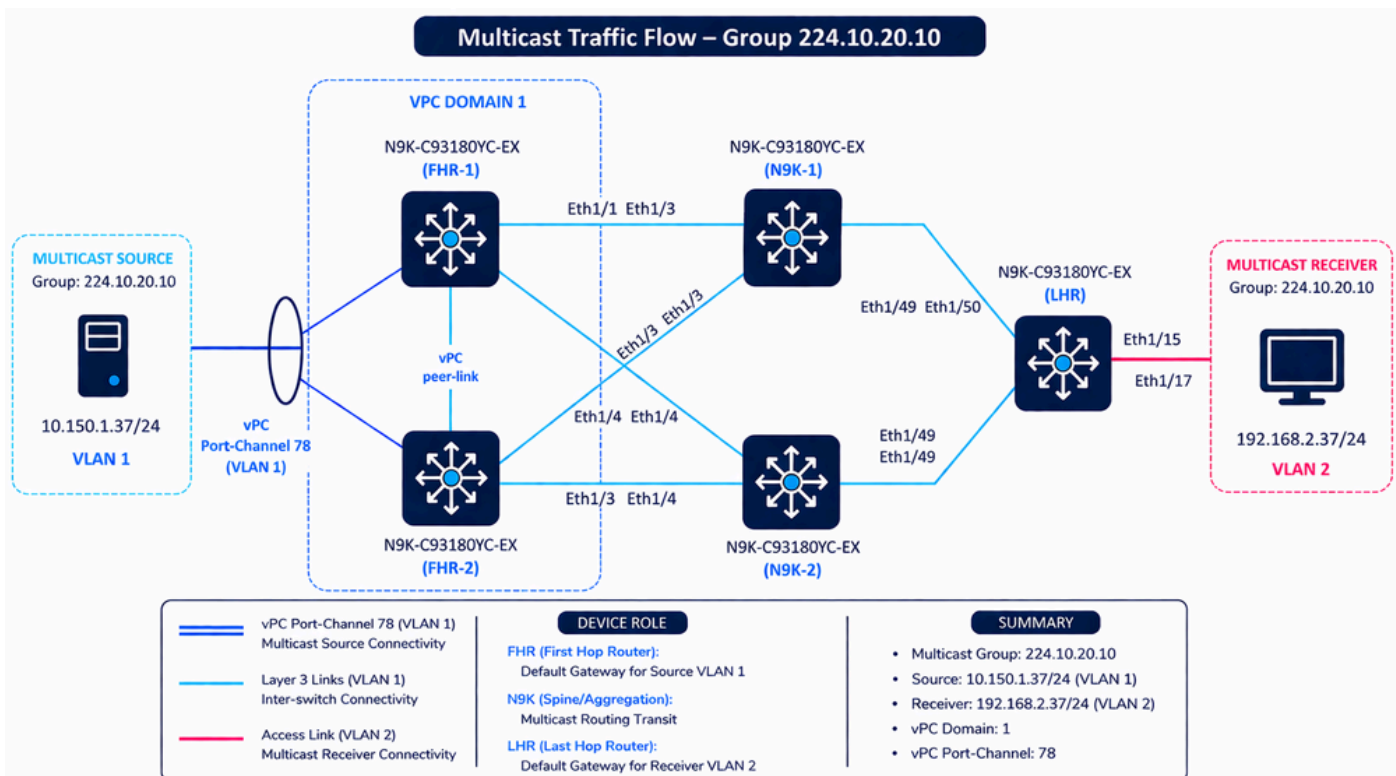 Multicast Traffic Flow – Group 224.10.20.10
VPC DOMAIN 1
N9K-C93180YC-EX
(FHR-1)
N9K-C93180YC-EX
(N9K-1)
Eth1/1 Eth1/3
MULTICAST SOURCE
Group: 224.10.20.10
10.150.1.37/24
VLAN 1
vPC
Port-Channel 78
(VLAN 1)
vPC
peer-link
Eth1/3 Eth1/3
Eth1/4 Eth1/4
Eth1/3 Eth1/4
N9K-C93180YC-EX
(FHR-2)
N9K-C93180YC-EX
(N9K-2)
N9K-C93180YC-EX
(LHR)
Eth1/49 Eth1/50
Eth1/49
Eth1/49
Eth1/15
Eth1/17
MULTICAST RECEIVER
Group: 224.10.20.10
192.168.2.37/24
VLAN 2
vPC Port-Channel 78 (VLAN 1)
Multicast Source Connectivity
Layer 3 Links (VLAN 1)
Inter-switch Connectivity
Access Link (VLAN 2)
Multicast Receiver Connectivity
DEVICE ROLE
FHR (First Hop Router):
Default Gateway for Source VLAN 1
N9K (Spine/Aggregation):
Multicast Routing Transit
LHR (Last Hop Router):
Default Gateway for Receiver VLAN 2
SUMMARY
• Multicast Group: 224.10.20.10
• Source: 10.150.1.37/24 (VLAN 1)
• Receiver: 192.168.2.37/24 (VLAN 2)
• vPC Domain: 1
• vPC Port-Channel: 78